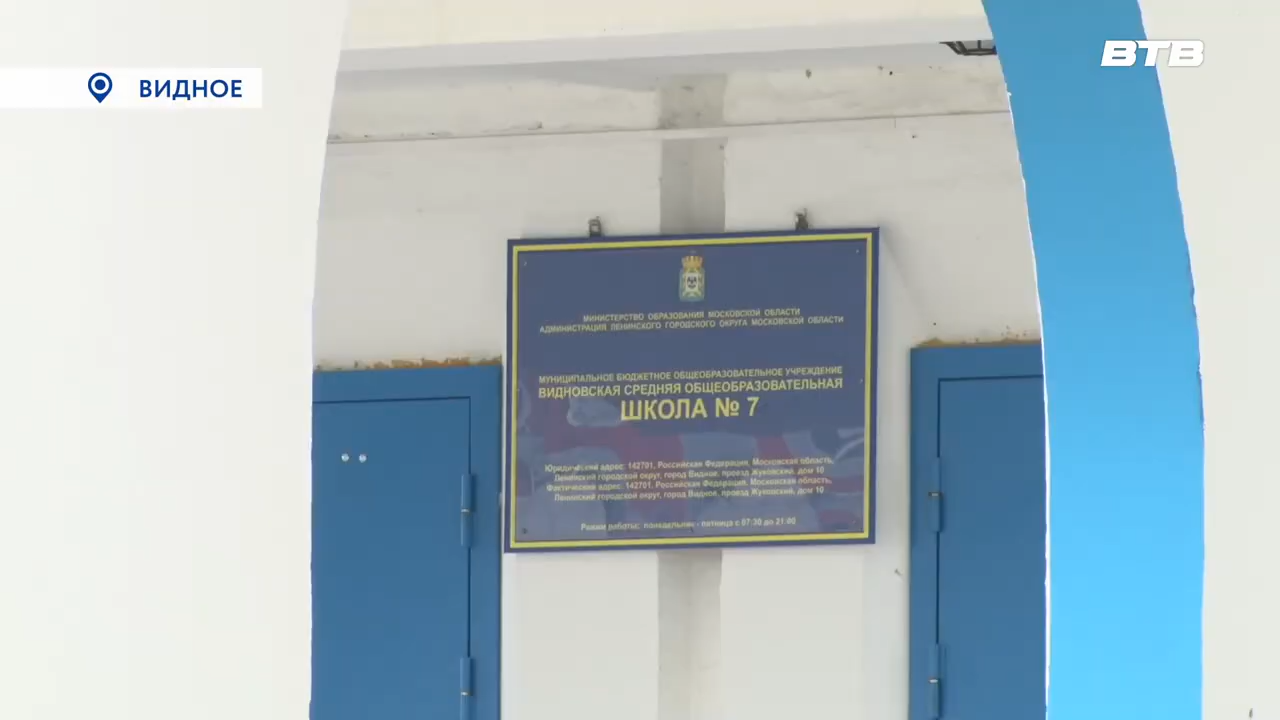 ВИДНОЕ
ВТВ
МИНИСТЕРСТВО ОБРАЗОВАНИЯ МОСКОВСКОЙ ОБЛАСТИ
АДМИНИСТРАЦИЯ ЛЕНИНСКОГО ГОРОДСКОГО ОКРУГА МОСКОВСКОЙ ОБЛАСТИ
МУНИЦИПАЛЬНОЕ БЮДЖЕТНОЕ ОБЩЕОБРАЗОВАТЕЛЬНОЕ УЧРЕЖДЕНИЕ
ВИДНОВСКАЯ СРЕДНЯЯ ОБЩЕОБРАЗОВАТЕЛЬНАЯ
ШКОЛА № 7
Юридический адрес: 142701, Российская Федерация, Московская область,
Ленинский городской округ, город Видное, проезд Жуковский, дом 10
Фактический адрес: 142701, Российская Федерация, Московская область,
Ленинский городской округ, город Видное, проезд Жуковский, дом 10
Режим работы: понедельник - пятница с 07:30 до 21:00